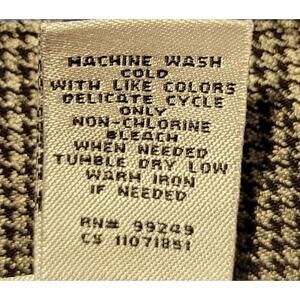 MACHINE WASH
COLD
WITH LIKE COLORS
DELICATE CYCLE
ONLY
NON-CHLORINE
BLEACH
WHEN NEEDED
TUMBLE DRY LOW
WARM IRON
IF NEEDED
RN# 99249
CS 11071851